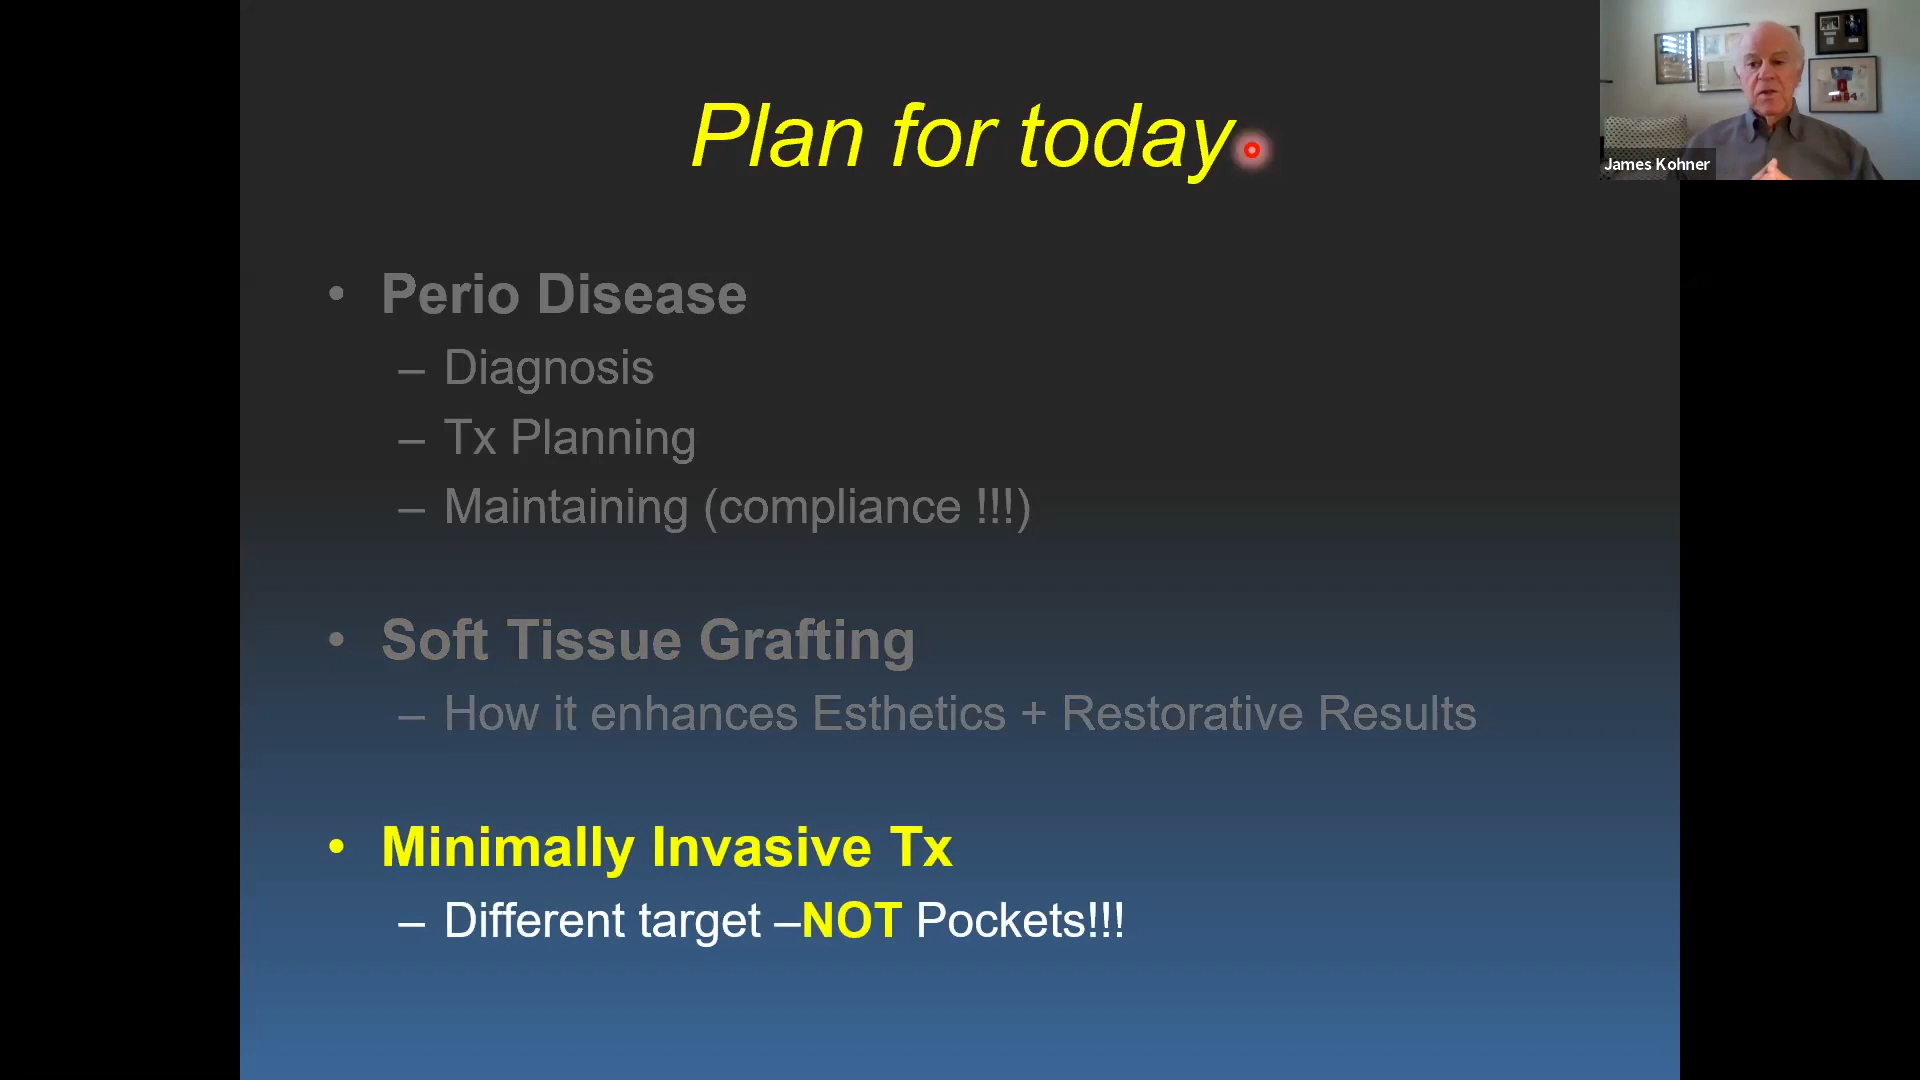 Plan for today
James Kohner
• Perio Disease
– Diagnosis
– Tx Planning
– Maintaining (compliance !!!)
• Soft Tissue Grafting
– How it enhances Esthetics + Restorative Results
• Minimally Invasive Tx
– Different target –NOT Pockets!!!